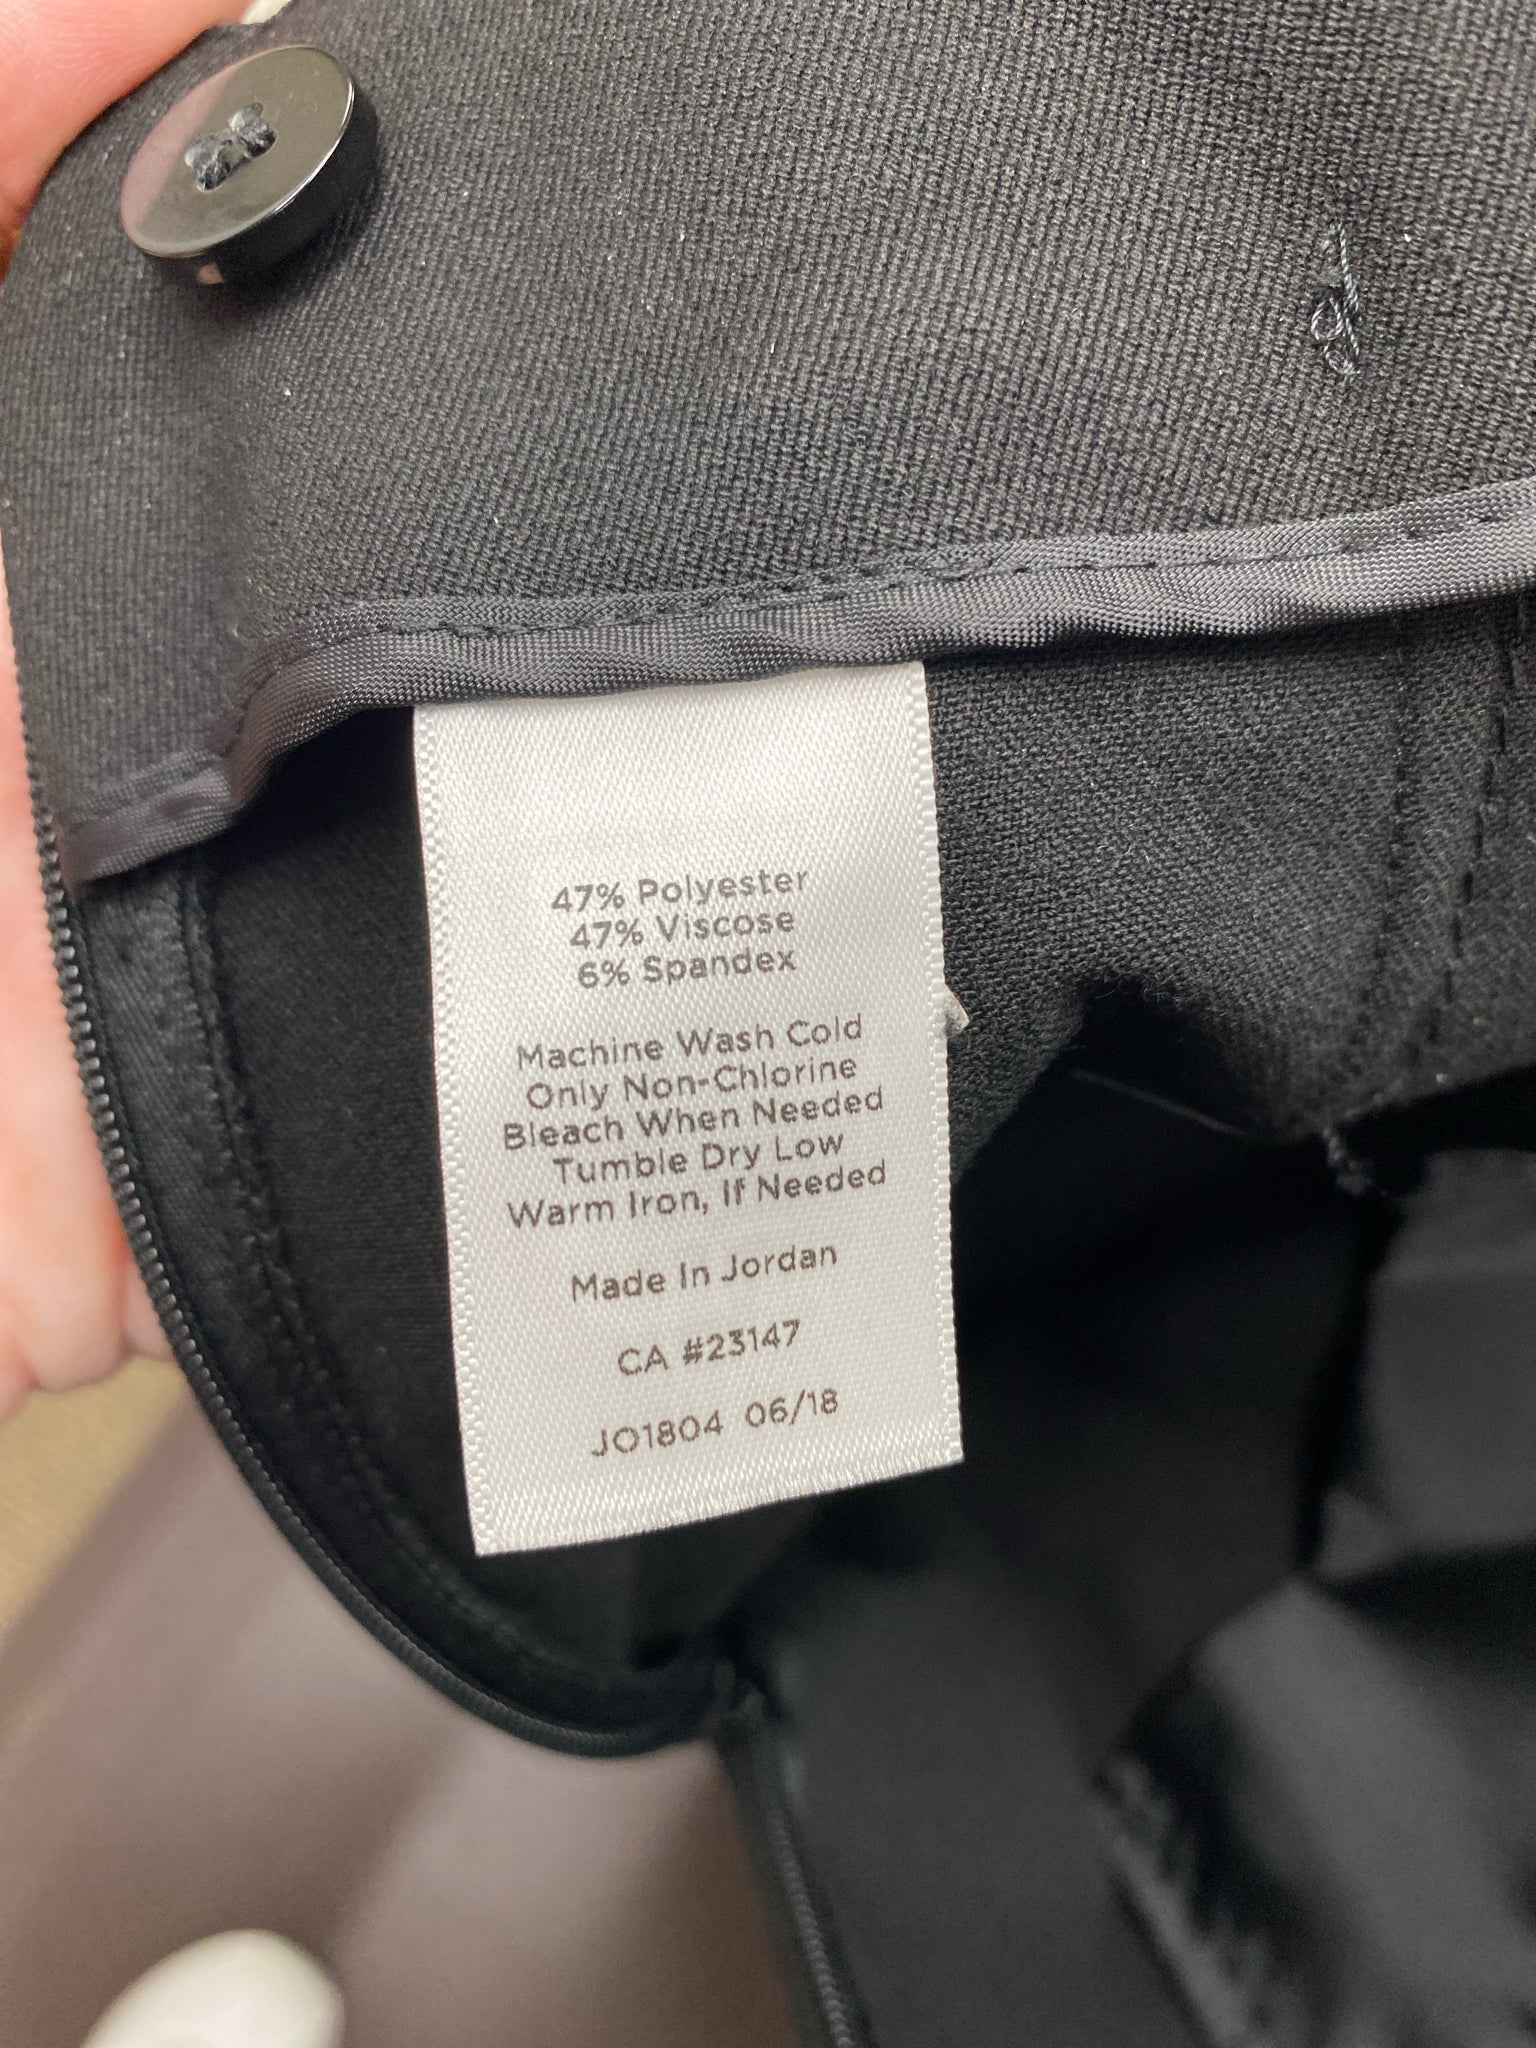 47% Polyester
47% Viscose
6% Spandex
Machine Wash Cold
Only Non-Chlorine
Bleach When Needed
Tumble Dry Low
Warm Iron, If Needed
Made In Jordan
CA #23147
JO1804 06/18